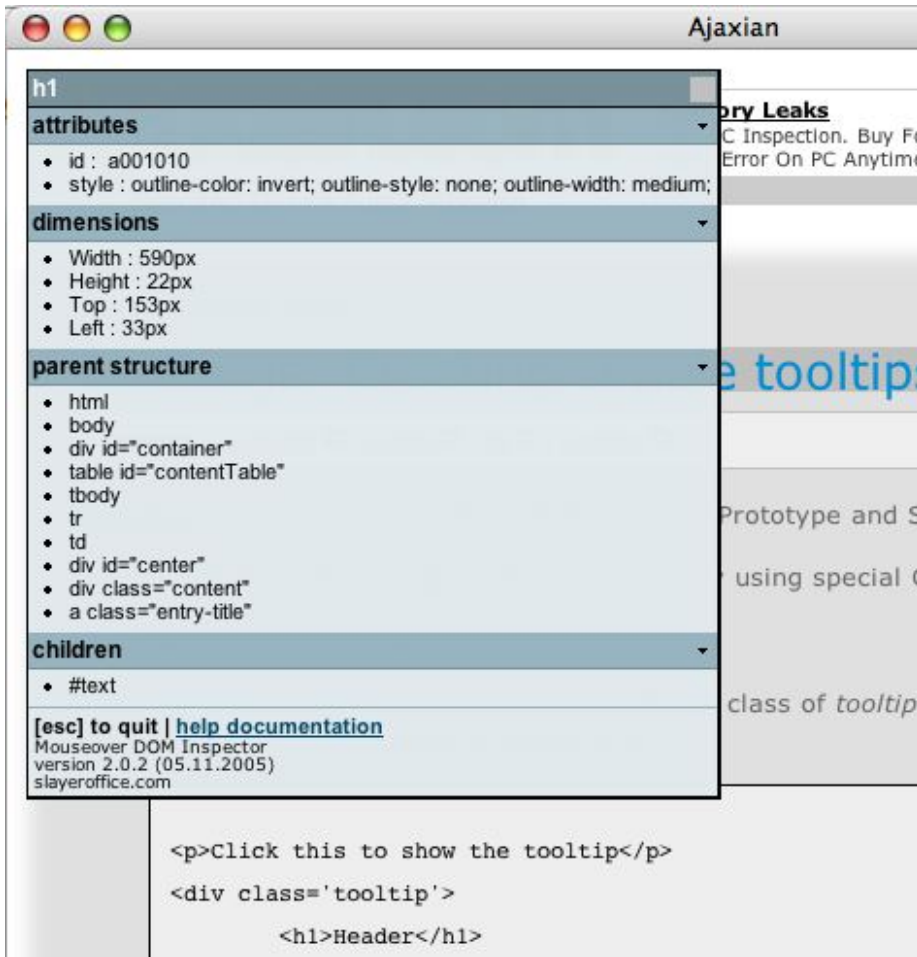 Ajaxian
h1
attributes
id : a001010
style : outline-color: invert; outline-style: none; outline-width: medium;
dimensions
Width : 590px
Height : 22px
Top : 153px
Left : 33px
parent structure
html
body
div id="container"
table id="contentTable"
tbody
tr
td
div id="center"
div class="content"
a class="entry-title"
children
#text
[esc] to quit | help documentation
Mouseover DOM Inspector
version 2.0.2 (05.11.2005)
slayeroffice.com
Leaks
Inspection. Buy
Error On PC
Prototype and
using special
class of tooltip
<p>Click this to show the tooltip</p>
<div class='tooltip'>
<h1>Header</h1>